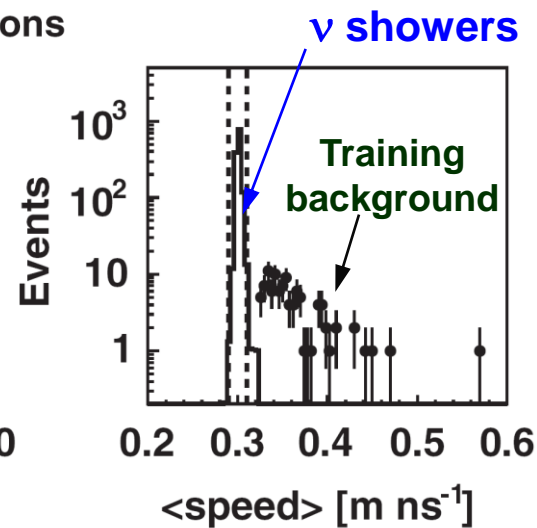 ons
ν showers
Training
background
Events
10³
10²
10
1
0
0.2 0.3 0.4 0.5 0.6
<speed> [m ns⁻¹]